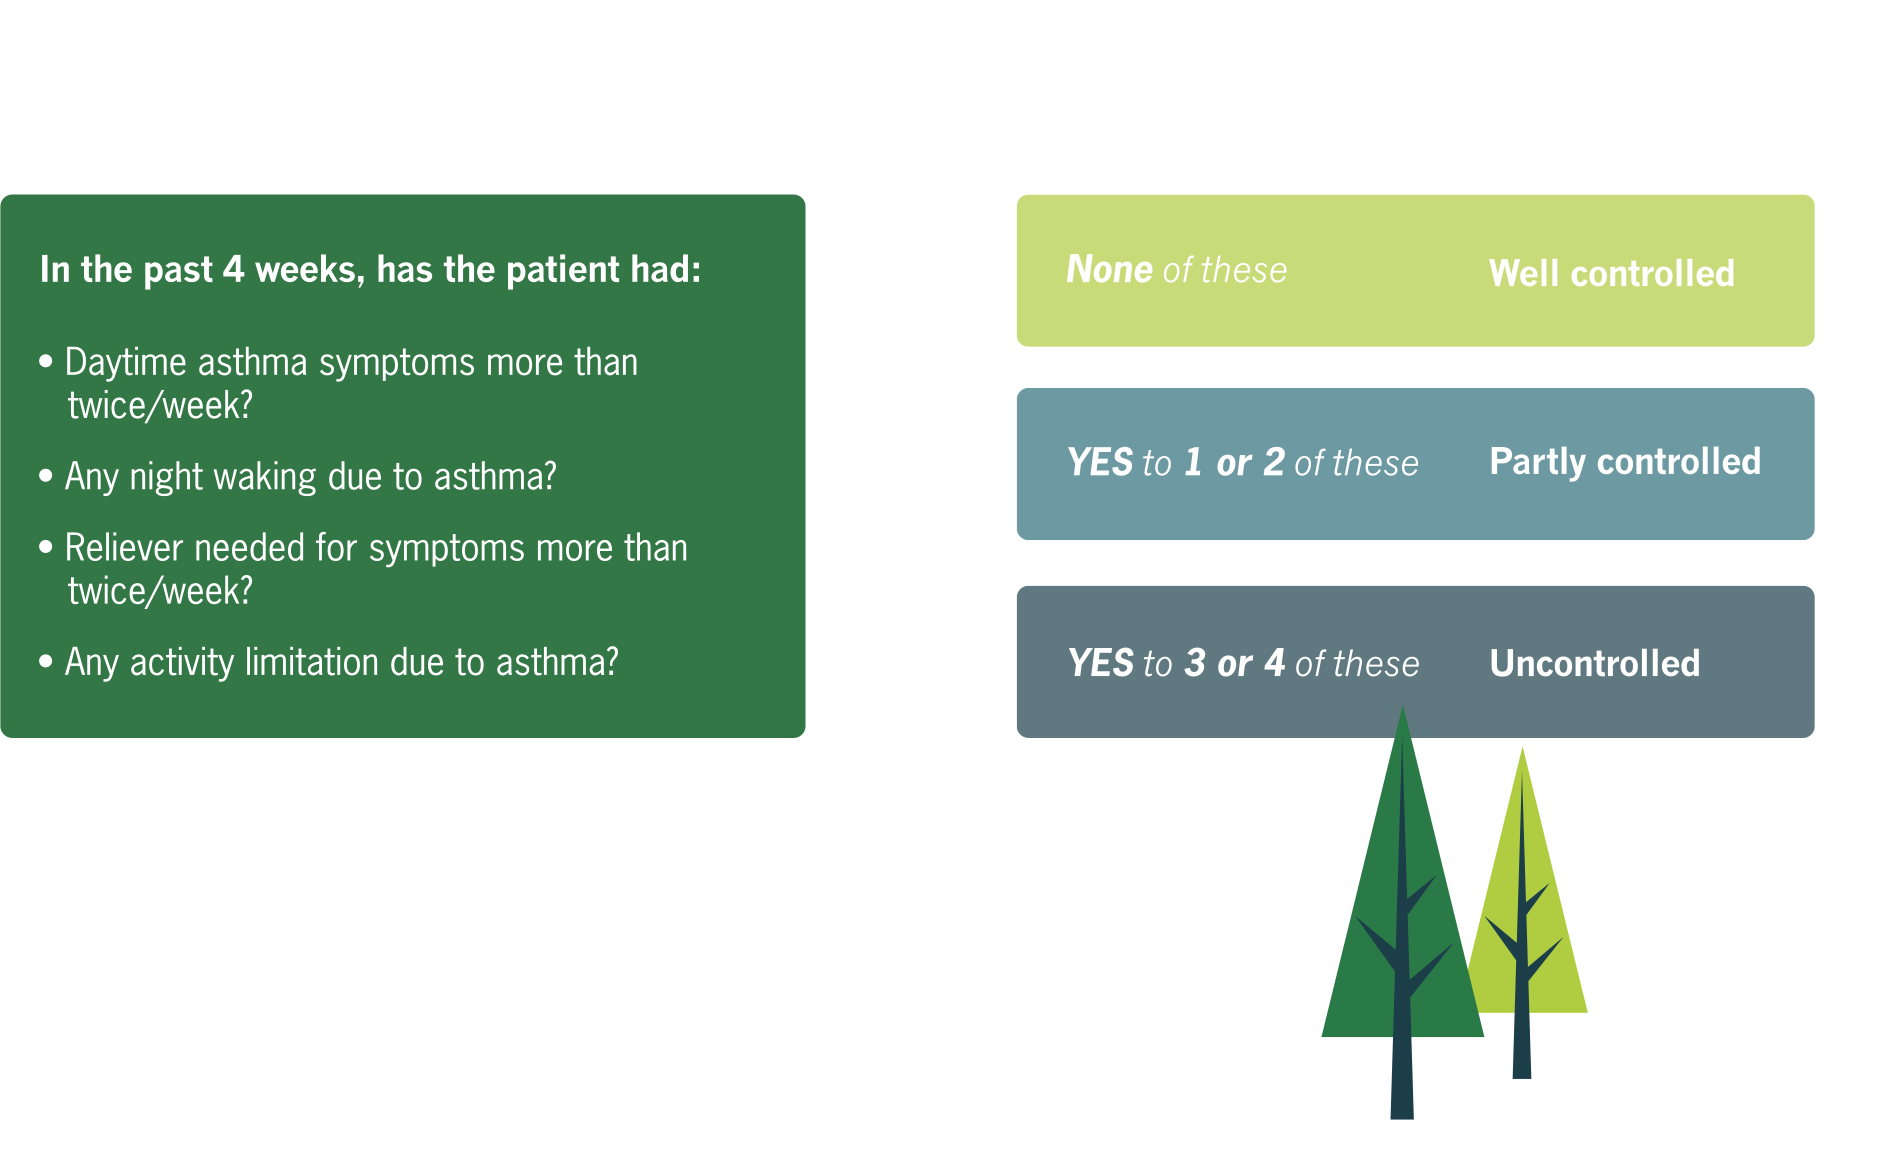 In the past 4 weeks, has the patient had:
• Daytime asthma symptoms more than
twice/week?
• Any night waking due to asthma?
• Reliever needed for symptoms more than
twice/week?
• Any activity limitation due to asthma?
None of these
Well controlled
YES to 1 or 2 of these
Partly controlled
YES to 3 or 4 of these
Uncontrolled